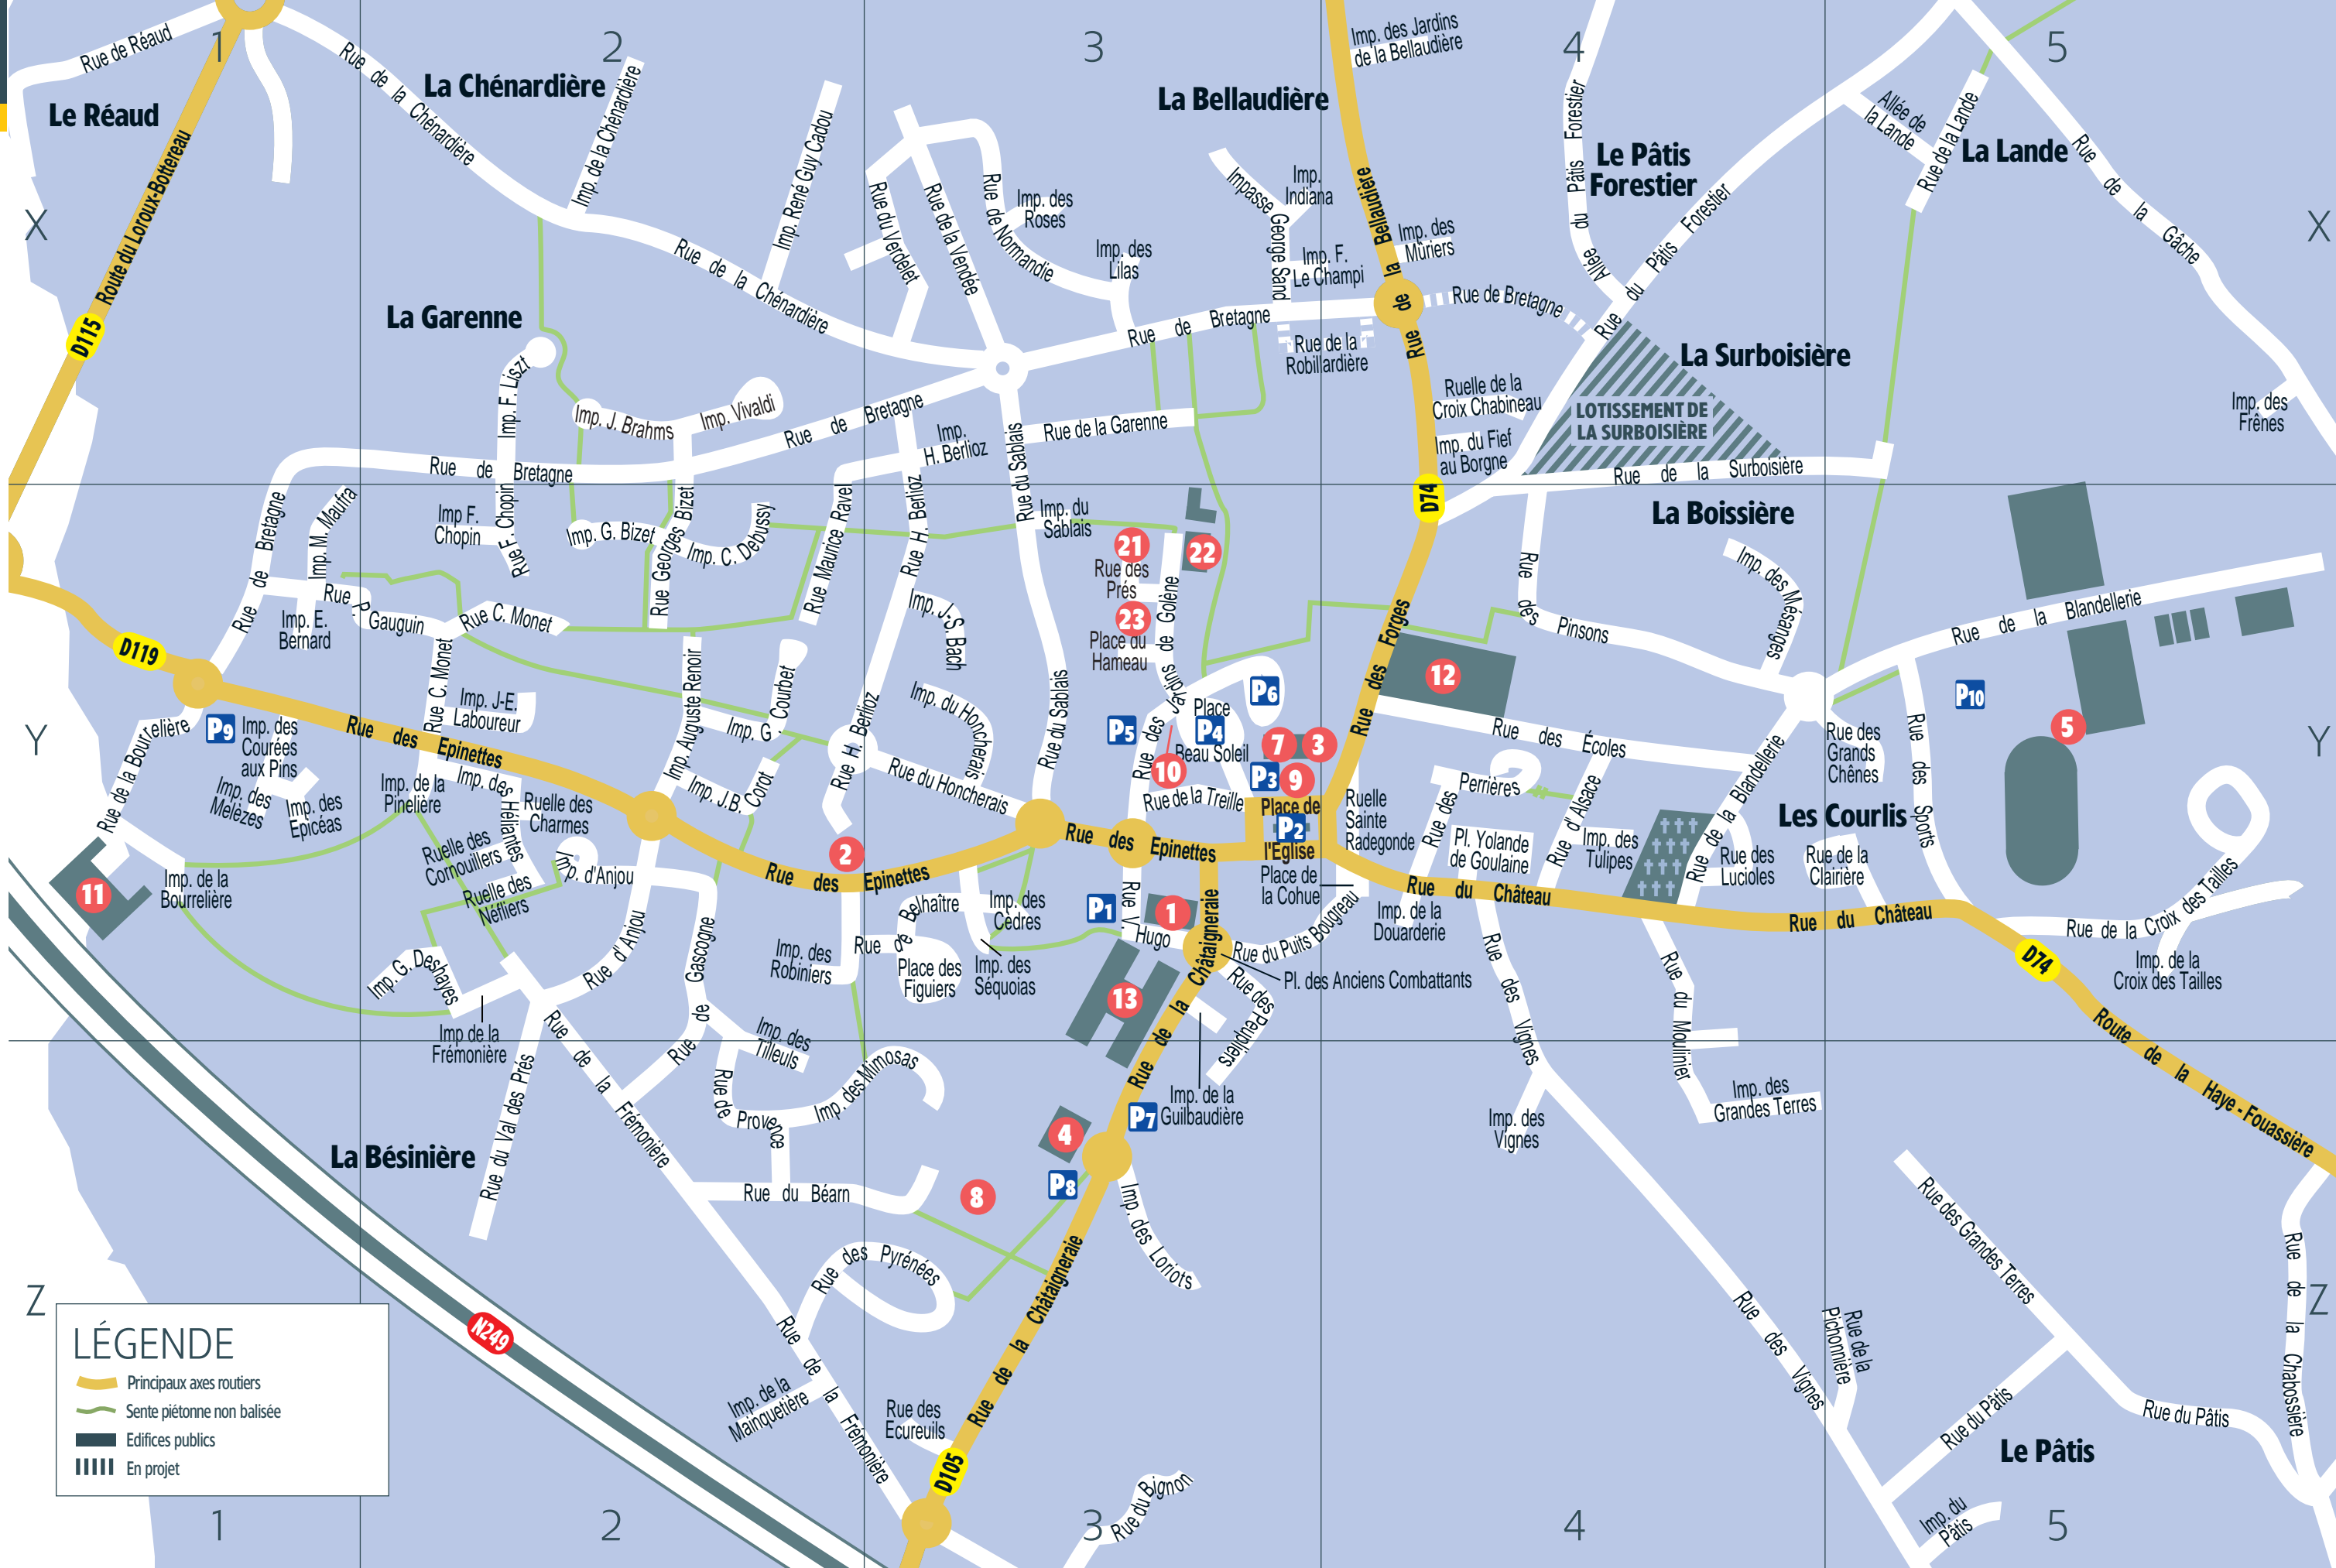 1
2
3
4
5
X
X
Y
Y
Z
Z
1
2
3
4
5
Rue de Réaud
Le Réaud
Route du Loroux-Bottereau
D115
Rue de la Chénardière
La Chénardière
Imp. de la Chénardière
Imp. René Guy Cadou
Rue de la Chénardière
Rue du Verdelet
Rue de la Vendée
Rue de Normandie
Imp. des
Roses
Imp. des
Lilas
La Bellaudière
Impasse George Sand
Imp.
Indiana
Imp. F.
Le Champi
Imp. des Jardins
de la Bellaudière
Rue de la Bellaudière
Imp. des
Mûriers
Rue de Bretagne
Rue de Bretagne
Rue de la
Robillardière
Allée du Pâtis Forestier
Le Pâtis
Forestier
Rue du Pâtis Forestier
Allée de
la Lande
Rue de la Lande
La Lande
Rue de la Gâche
Imp. des
Frênes
La Surboisière
LOTISSEMENT DE
LA SURBOISIÈRE
Rue de la Surboisière
Ruelle de la
Croix Chabineau
Imp. du Fief
au Borgne
D74
La Garenne
Imp. F. Liszt
Imp. J. Brahms
Imp. Vivaldi
Rue de Bretagne
Rue de Bretagne
Imp.
H. Berlioz
Rue du Sablais
Rue de la Garenne
Rue de Bretagne
Imp. M. Maufra
Imp F.
Chopin
Rue F. Chopin
Imp. G. Bizet
Rue Georges Bizet
Imp. C. Debussy
Rue Maurice Ravel
Rue H. Berlioz
Imp. du
Sablais
21
22
Rue des
Prés
23
Place du
Hameau
Rue des Jardins de Golène
La Boissière
Rue des Pinsons
Imp. des Mésanges
Rue de la Blandellerie
Rue P. Gauguin
Imp. E.
Bernard
Rue C. Monet
Rue C. Monet
Imp. J-E.
Laboureur
Imp. Auguste Renoir
Imp. G. Courbet
Imp. J.B. Corot
Imp. J-S. Bach
Imp. du Honcherais
Rue H. Berlioz
Rue du Honcherais
Rue du Sablais
D119
Rue de la Bourrelière
P9
Imp. des
Courées
aux Pins
Imp. des
Mélèzes
Imp. des
Epicéas
Rue des Epinettes
Imp. de la
Pinelière
Imp. des Héliantes
Ruelle des
Charmes
Ruelle des
Cornouillers
Ruelle des
Néfliers
Imp. d'Anjou
Rue d'Anjou
11
Imp. de la
Bourrelière
2
Rue des Epinettes
Rue des Epinettes
P5
P6
Place
P4
Beau Soleil
10
7
3
P3
9
Rue de la Treille
Place de
P2
l'Eglise
Place de
la Cohue
Ruelle
Sainte
Radegonde
Rue des Forges
12
Rue des Écoles
Rue des Perrières
Pl. Yolande
de Goulaine
Rue d'Alsace
Imp. des
Tulipes
Rue de la Blandellerie
Rue des
Lucioles
Les Courlis
Rue de la
Clairière
Rue des
Grands
Chênes
Rue des Sports
P10
5
Rue du Château
Rue du Château
Rue de la Croix des Tailles
Imp. de la
Croix des Tailles
D74
Route de la Haye - Fouassière
P1
Rue V. Hugo
1
Rue du Puits Bougreau
Imp. de la
Douarderie
Pl. des Anciens Combattants
Rue des Peupliers
Imp. de la
Guilbaudière
13
Rue de la Châtaigneraie
Belhaître
Rue de
Imp. des
Cèdres
Imp. des
Séquoias
Place des
Figuiers
Imp. des
Robiniers
Rue de Gascogne
Imp. G. Deshayes
Imp de la
Frémonière
Rue du Val des Prés
Rue de la Frémonière
Imp. des
Tilleuls
Rue de Provence
Imp. des Mimosas
La Bésinière
Rue du Béarn
8
4
P7
P8
Imp. des Loriots
Rue des Pyrénées
Rue de la Châtaigneraie
Rue de la Frémonière
Imp. de la
Mainquetière
Rue des
Ecureuils
D105
Rue du Bignon
N249
Rue des Vignes
Imp. des
Vignes
Rue des Vignes
Rue du Moulinier
Imp. des
Grandes Terres
Rue des Grandes Terres
Rue de la
Pichonnière
Rue du Pâtis
Rue du Pâtis
Le Pâtis
Imp. du
Pâtis
Rue de la Chabossière
LÉGENDE
Principaux axes routiers
Sente piétonne non balisée
Edifices publics
En projet